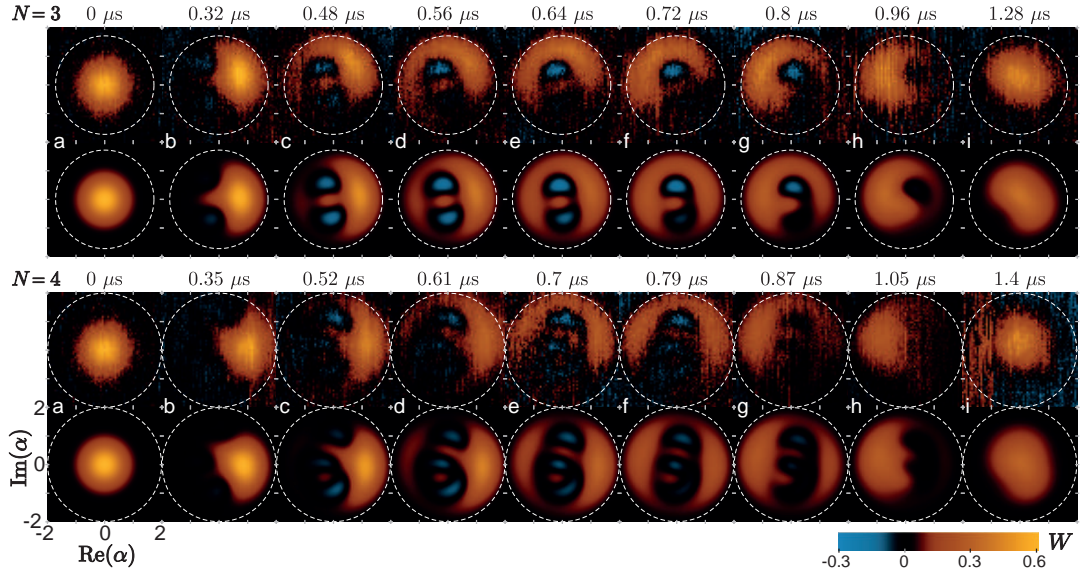 N=3 0 μs 0.32 μs 0.48 μs 0.56 μs 0.64 μs 0.72 μs 0.8 μs 0.96 μs 1.28 μs
a b c d e f g h i
N=4 0 μs 0.35 μs 0.52 μs 0.61 μs 0.7 μs 0.79 μs 0.87 μs 1.05 μs 1.4 μs
2 a b c d e f g h i
Im(α) 0
-2
-2 0 2
Re(α)
W
-0.3 0 0.3 0.6